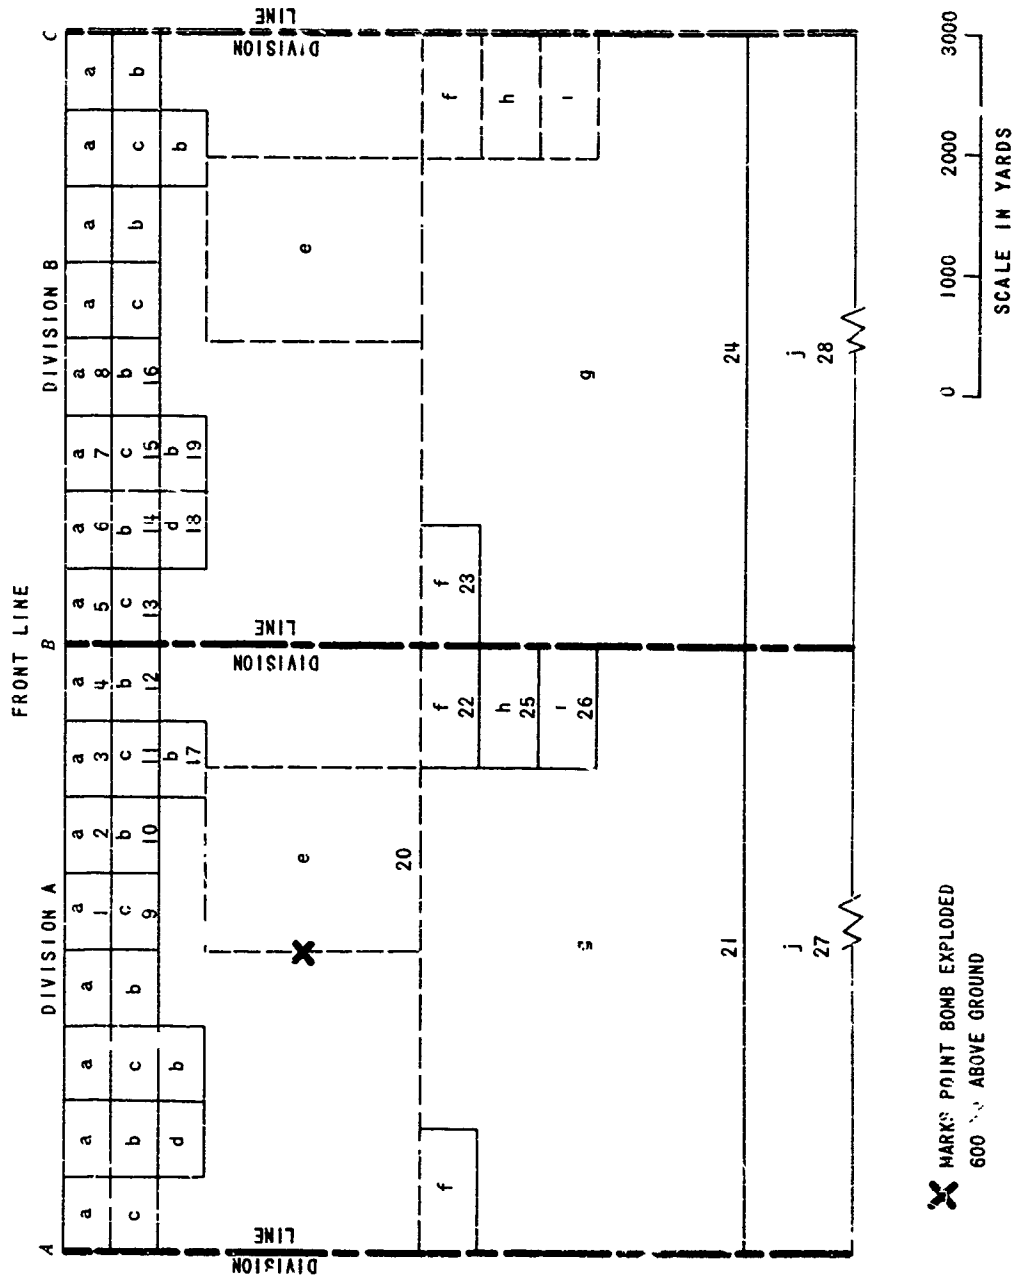 FRONT LINE
A DIVISION A B DIVISION B C
a a a a a a a a a a a a a a a a
1 2 3 4 5 6 7 8
c b c b c b c b c b c b c b c b
9 10 11 12 13 14 15 16
d b b d b b
17 18 19
DIVISION LINE
DIVISION LINE
DIVISION LINE
e e
20
f f f f
22 23
h h
25
g g
ı ı
26
21 24
j j
27 28
MARKS POINT BOMB EXPLODED
600 ABOVE GROUND
0 1000 2000 3000
SCALE IN YARDS